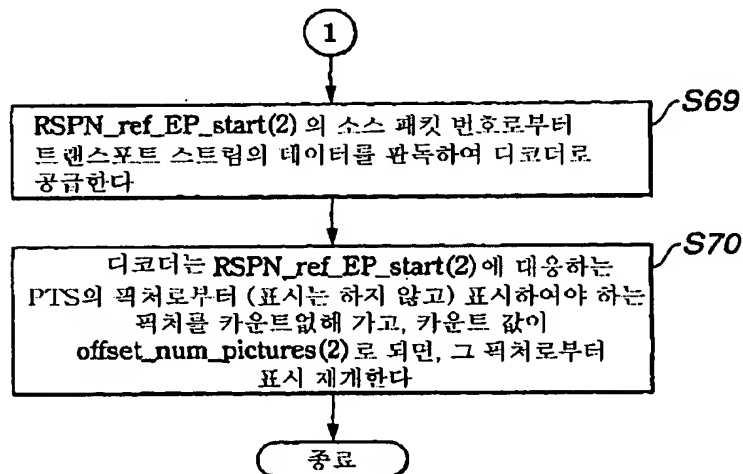 1
S69
RSPN_ref_EP_start(2) 의 소스 패킷 번호로부터
트랜스포트 스트림의 데이터를 판독하여 디코더로
공급한다
S70
디코더는 RSPN_ref_EP_start(2)에 대응하는
PTS의 픽처로부터 (표시는 하지 않고) 표시하여야 하는
픽처를 카운트없해 가고, 카운트 값이
offset_num_pictures(2) 로 되면, 그 픽처로부터
표시 재개한다
종료